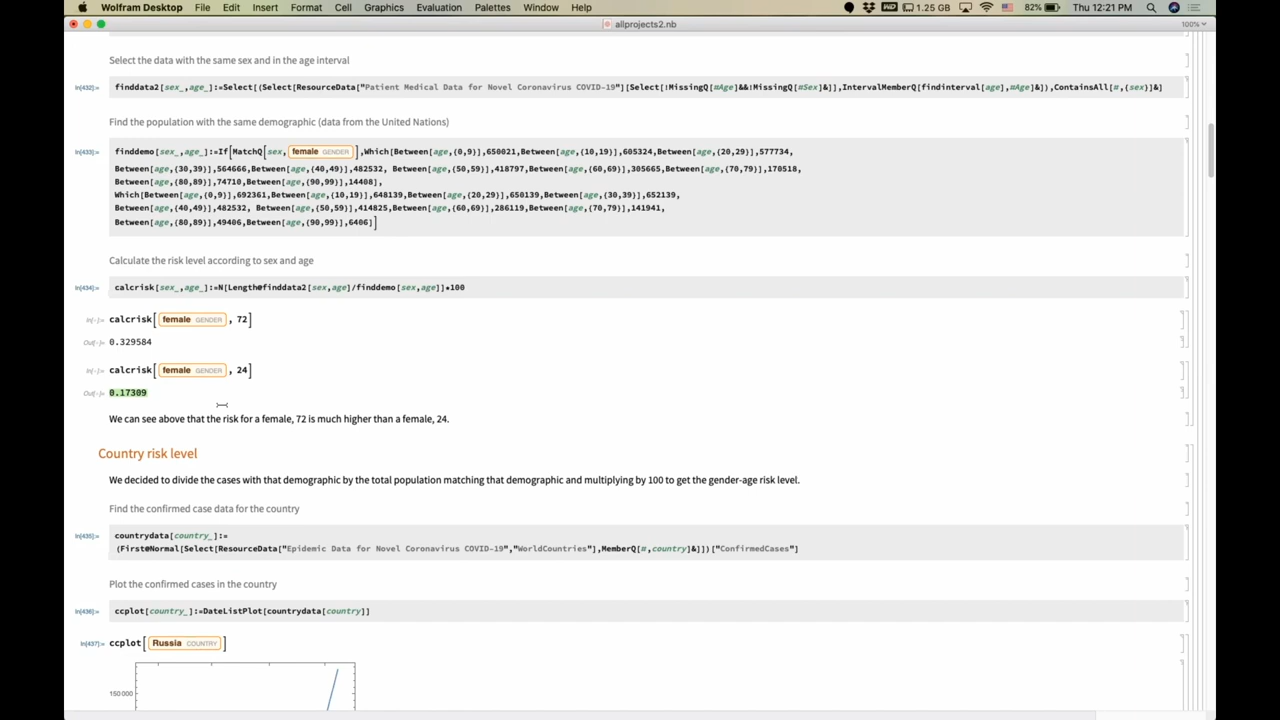 Wolfram Desktop File Edit Insert Format Cell Graphics Evaluation Palettes Window Help 1.25 GB 82% Thu 12:21 PM
allprojects2.nb 100%
Select the data with the same sex and in the age interval
In[432]:= finddata2[sex_,age_]:=Select[(Select[ResourceData["Patient Medical Data for Novel Coronavirus COVID-19"][Select[!MissingQ[#Age]&&!MissingQ[#Sex]&]],IntervalMemberQ[findinterval[age],#Age]&]),ContainsAll[#,{sex}]&]
Find the population with the same demographic (data from the United Nations)
In[433]:= finddemo[sex_,age_]:=If[MatchQ[sex, female GENDER ],Which[Between[age,{0,9}],650021,Between[age,{10,19}],605324,Between[age,{20,29}],577734,
Between[age,{30,39}],564666,Between[age,{40,49}],482532, Between[age,{50,59}],418797,Between[age,{60,69}],305665,Between[age,{70,79}],170518,
Between[age,{80,89}],74710,Between[age,{90,99}],14408],
Which[Between[age,{0,9}],692361,Between[age,{10,19}],648139,Between[age,{20,29}],650139,Between[age,{30,39}],652139,
Between[age,{40,49}],482532, Between[age,{50,59}],414825,Between[age,{60,69}],286119,Between[age,{70,79}],141941,
Between[age,{80,89}],49406,Between[age,{90,99}],6406]]
Calculate the risk level according to sex and age
In[434]:= calcrisk[sex_,age_]:=N[Length@finddata2[sex,age]/finddemo[sex,age]]*100
In[•]:= calcrisk[ female GENDER , 72]
Out[•]= 0.329584
In[•]:= calcrisk[ female GENDER , 24]
Out[•]= 0.17309
We can see above that the risk for a female, 72 is much higher than a female, 24.
Country risk level
We decided to divide the cases with that demographic by the total population matching that demographic and multiplying by 100 to get the gender-age risk level.
Find the confirmed case data for the country
In[435]:= countrydata[country_]:=
(First@Normal[Select[ResourceData["Epidemic Data for Novel Coronavirus COVID-19","WorldCountries"],MemberQ[#,country]&]])["ConfirmedCases"]
Plot the confirmed cases in the country
In[436]:= ccplot[country_]:=DateListPlot[countrydata[country]]
In[437]:= ccplot[ Russia COUNTRY ]
150 000